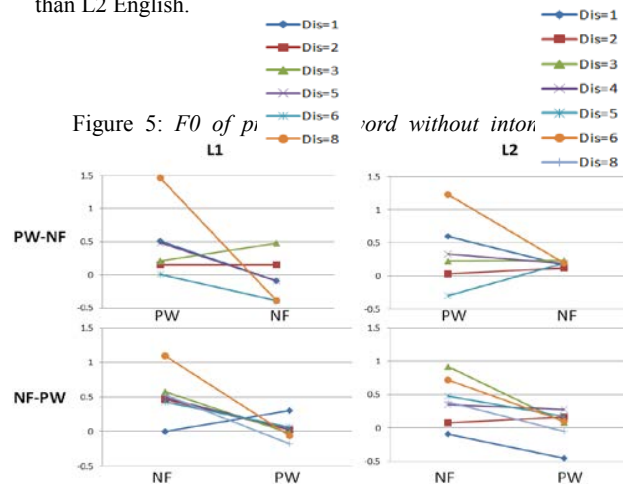 than L2 English.
Dis=1
Dis=2
Dis=3
Dis=5
Dis=6
Dis=8
Dis=1
Dis=2
Dis=3
Dis=4
Dis=5
Dis=6
Dis=8
Figure 5: F0 of word without
L1
L2
PW-NF
1.5
1
0.5
0
-0.5
PW NF
1.5
1
0.5
0
-0.5
PW NF
NF-PW
1.5
1
0.5
0
-0.5
NF PW
1.5
1
0.5
0
-0.5
NF PW